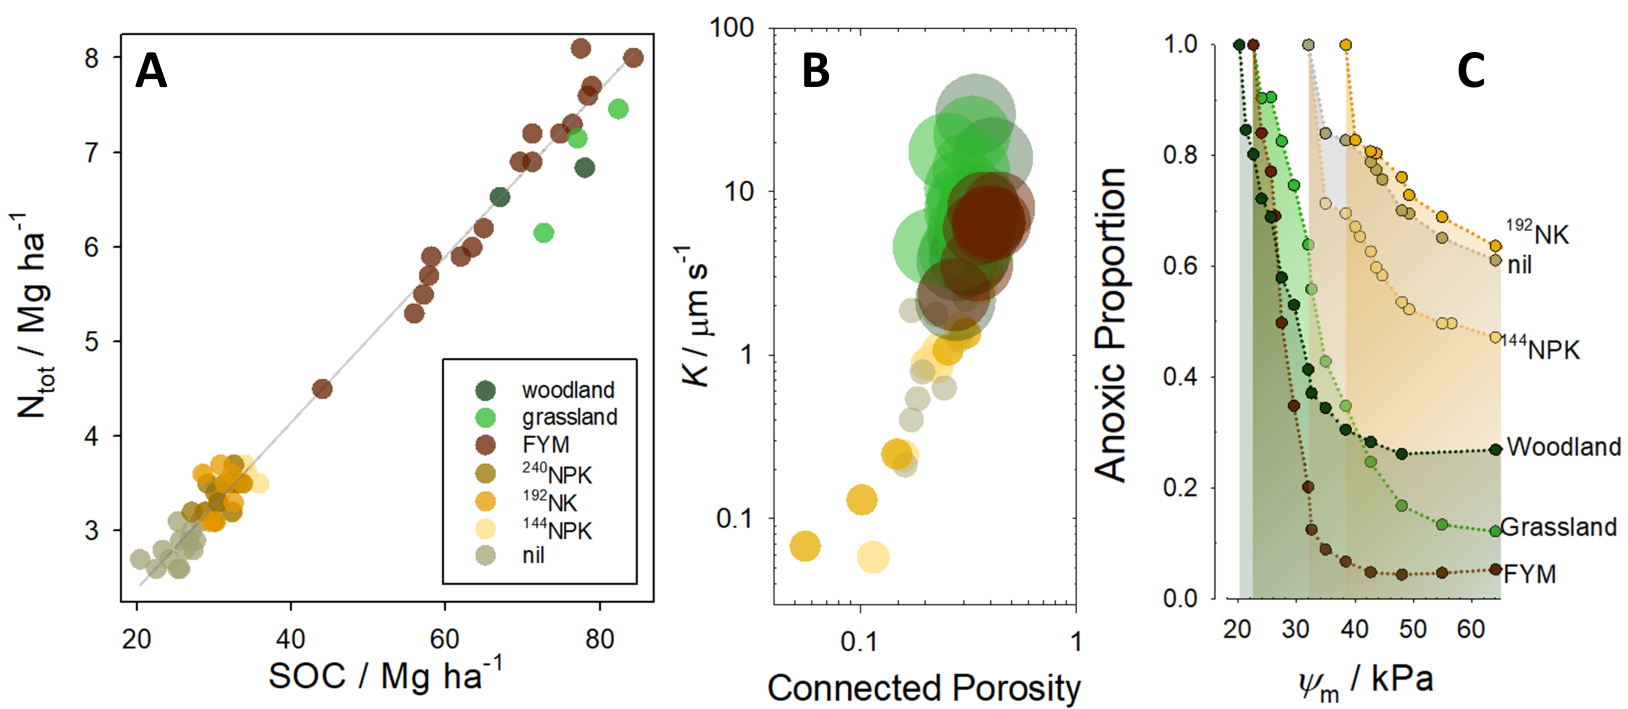 A
8
7
6
5
4
3
N_tot / Mg ha⁻¹
20
40
60
80
SOC / Mg ha⁻¹
woodland
grassland
FYM
²⁴⁰NPK
¹⁹²NK
¹⁴⁴NPK
nil
B
100
10
1
0.1
K / μm s⁻¹
0.1
1
Connected Porosity
C
1.0
0.8
0.6
0.4
0.2
0.0
Anoxic Proportion
20
30
40
50
60
ψ_m / kPa
¹⁹²NK
nil
¹⁴⁴NPK
Woodland
Grassland
FYM